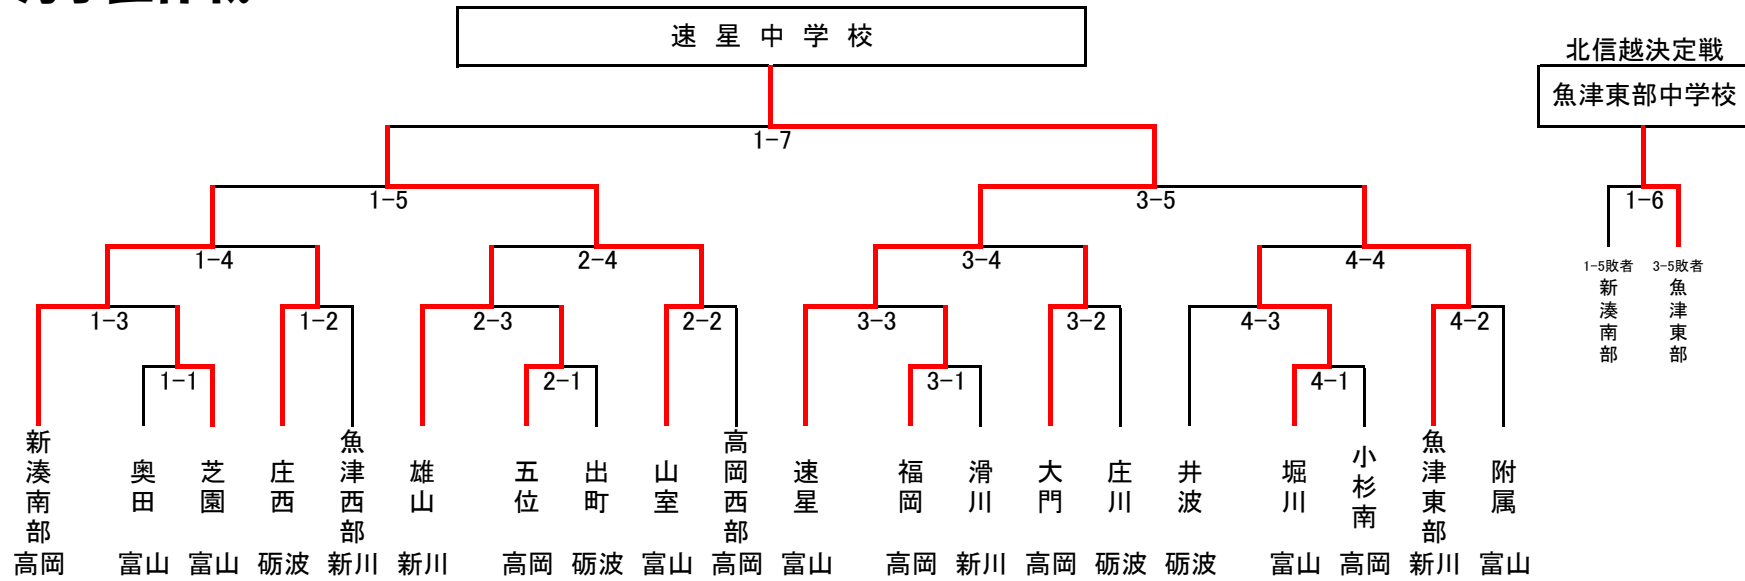 速星中学校
北信越決定戦
魚津東部中学校
1-7
1-5
3-5
1-6
1-4
2-4
3-4
4-4
1-5敗者
3-5敗者
新湊南部
魚津東部
1-3
1-2
2-3
2-2
3-3
3-2
4-3
4-2
1-1
2-1
3-1
4-1
新湊南部
奥田
芝園
庄西
魚津西部
雄山
五位
出町
山室
高岡西部
速星
福岡
滑川
大門
庄川
井波
堀川
小杉南
魚津東部
附属
高岡 富山 富山 砺波 新川 新川 高岡 砺波 富山 高岡 富山 高岡 新川 高岡 砺波 砺波 富山 高岡 新川 富山